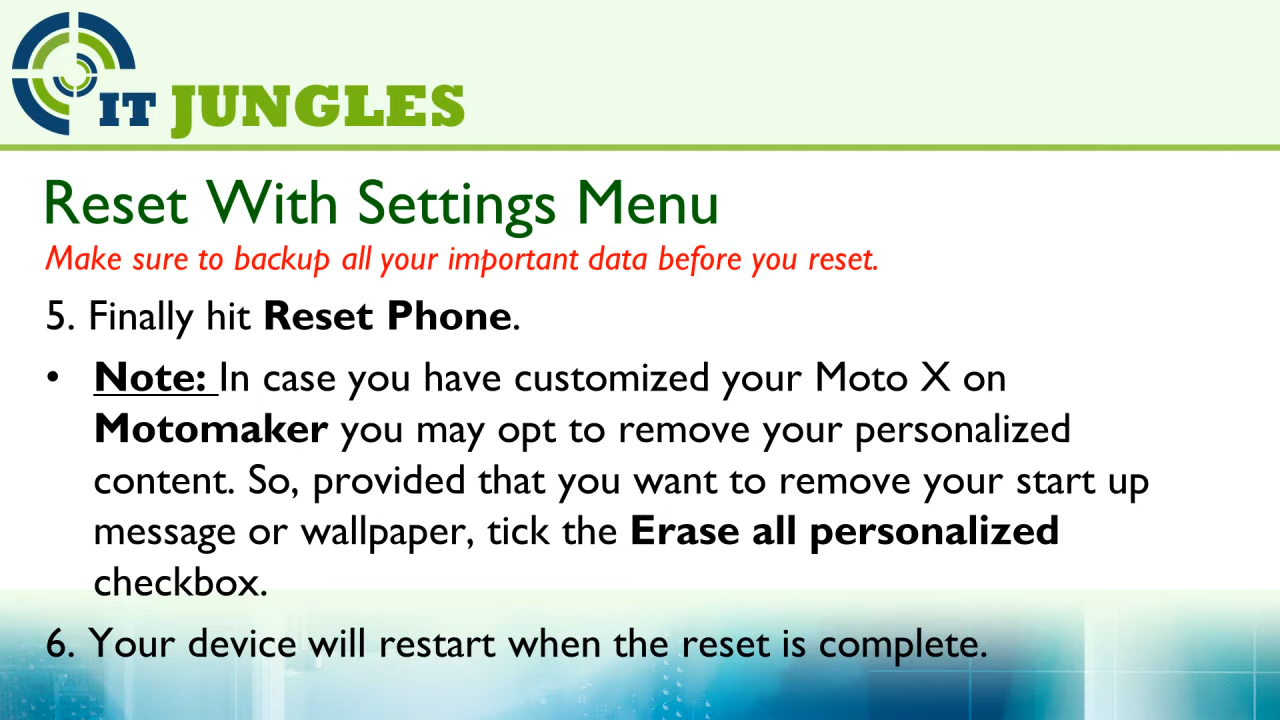 IT JUNGLES
Reset With Settings Menu
Make sure to backup all your important data before you reset.
5. Finally hit Reset Phone.
• Note: In case you have customized your Moto X on
Motomaker you may opt to remove your personalized
content. So, provided that you want to remove your start up
message or wallpaper, tick the Erase all personalized
checkbox.
6. Your device will restart when the reset is complete.